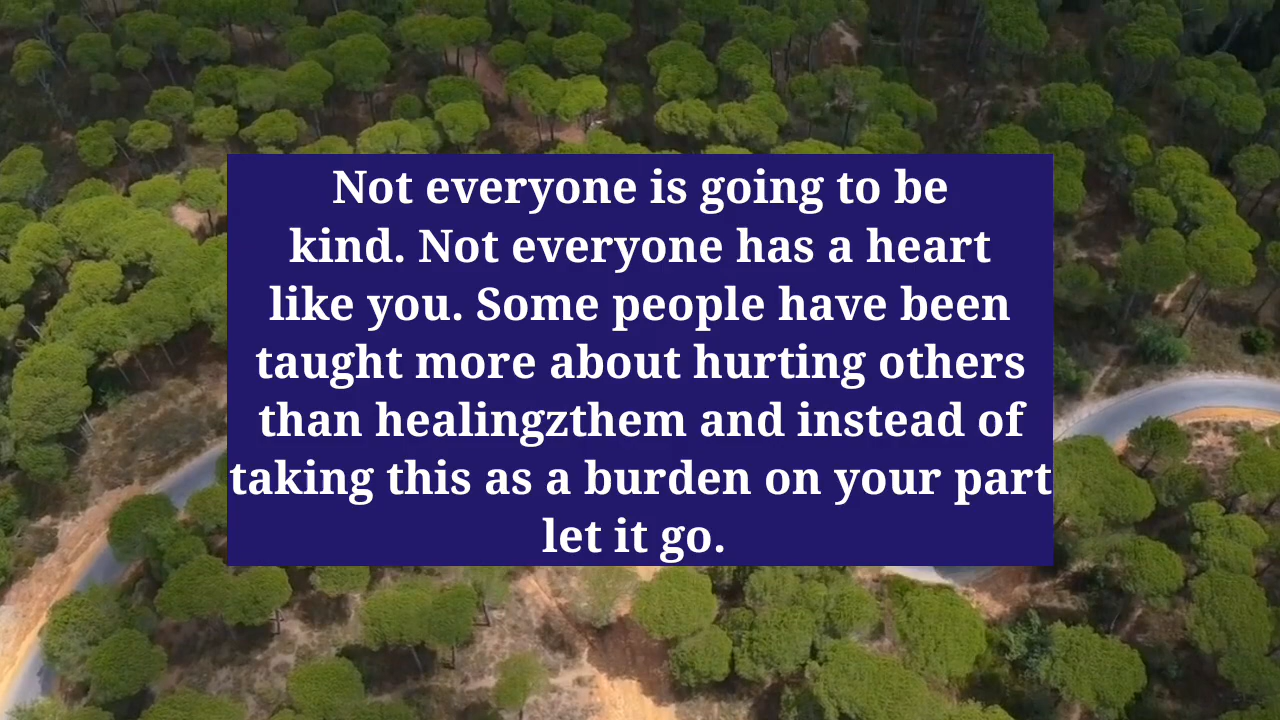 Not everyone is going to be
kind. Not everyone has a heart
like you. Some people have been
taught more about hurting others
than healingzthem and instead of
taking this as a burden on your part
let it go.